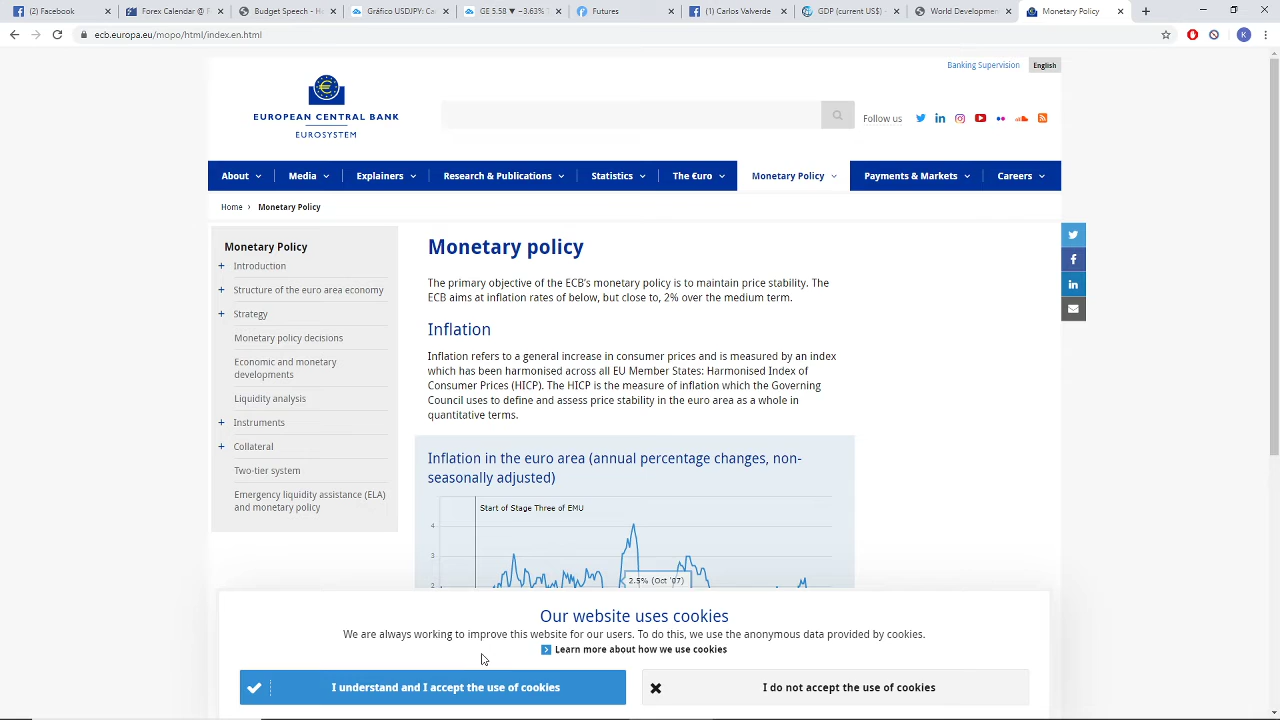 (2) Facebook
Forex Calendar @ F
Budget Speech - H
Gráfico USDJPY: Ca
GE 5.58 ▼ −3.63% T
Futures
(1) Carlos Valverde
GDP (current US$) -
World Developmen
Monetary Policy
ecb.europa.eu/mopo/html/index.en.html
K
Banking Supervision
English
EUROPEAN CENTRAL BANK
EUROSYSTEM
Follow us
About
Media
Explainers
Research & Publications
Statistics
The €uro
Monetary Policy
Payments & Markets
Careers
Home › Monetary Policy
Monetary Policy
+ Introduction
+ Structure of the euro area economy
+ Strategy
Monetary policy decisions
Economic and monetary
developments
Liquidity analysis
+ Instruments
+ Collateral
Two-tier system
Emergency liquidity assistance (ELA)
and monetary policy
Monetary policy
The primary objective of the ECB's monetary policy is to maintain price stability. The
ECB aims at inflation rates of below, but close to, 2% over the medium term.
Inflation
Inflation refers to a general increase in consumer prices and is measured by an index
which has been harmonised across all EU Member States: Harmonised Index of
Consumer Prices (HICP). The HICP is the measure of inflation which the Governing
Council uses to define and assess price stability in the euro area as a whole in
quantitative terms.
Inflation in the euro area (annual percentage changes, non-
seasonally adjusted)
Start of Stage Three of EMU
4
3
2
2.5% (Oct '07)
Our website uses cookies
We are always working to improve this website for our users. To do this, we use the anonymous data provided by cookies.
Learn more about how we use cookies
I understand and I accept the use of cookies
I do not accept the use of cookies